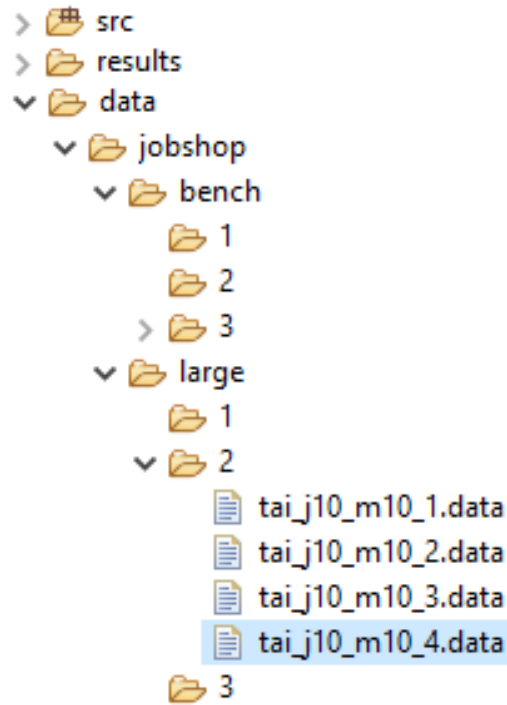 src
results
data
jobshop
bench
1
2
3
large
1
2
tai_j10_m10_1.data
tai_j10_m10_2.data
tai_j10_m10_3.data
tai_j10_m10_4.data
3